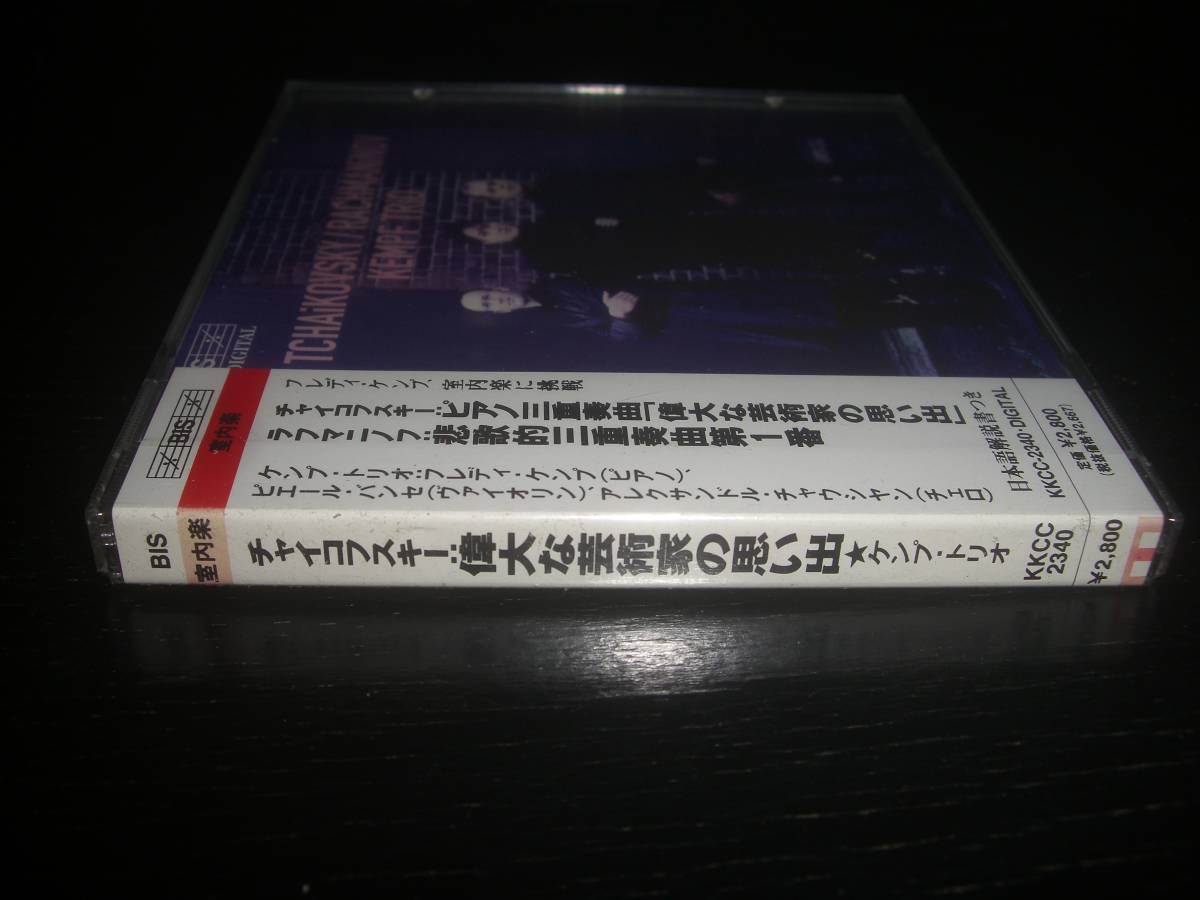 TCHAiKOVSKY/RACHMANINOV
KEMPF TRIO
DIGITAL
BIS
室内楽
フレディ・ケンプ、室内楽に挑戦
チャイコフスキー:ピアノ三重奏曲「偉大な芸術家の思い出」
ラフマニノフ:悲歌的三重奏曲第1番
ケンプ・トリオ:フレディ・ケンプ(ピアノ)、
ピエール・バンセ(ヴァイオリン)アレクサンドル・チャウシャン(チェロ)
日本語解説書つき
KKCC-2340・DIGITAL
定価 ¥2,800
(税抜価格¥2,667)
BIS
室内楽
チャイコフスキー:偉大な芸術家の思い出★ケンプ・トリオ
KKCC
2340
¥2,800